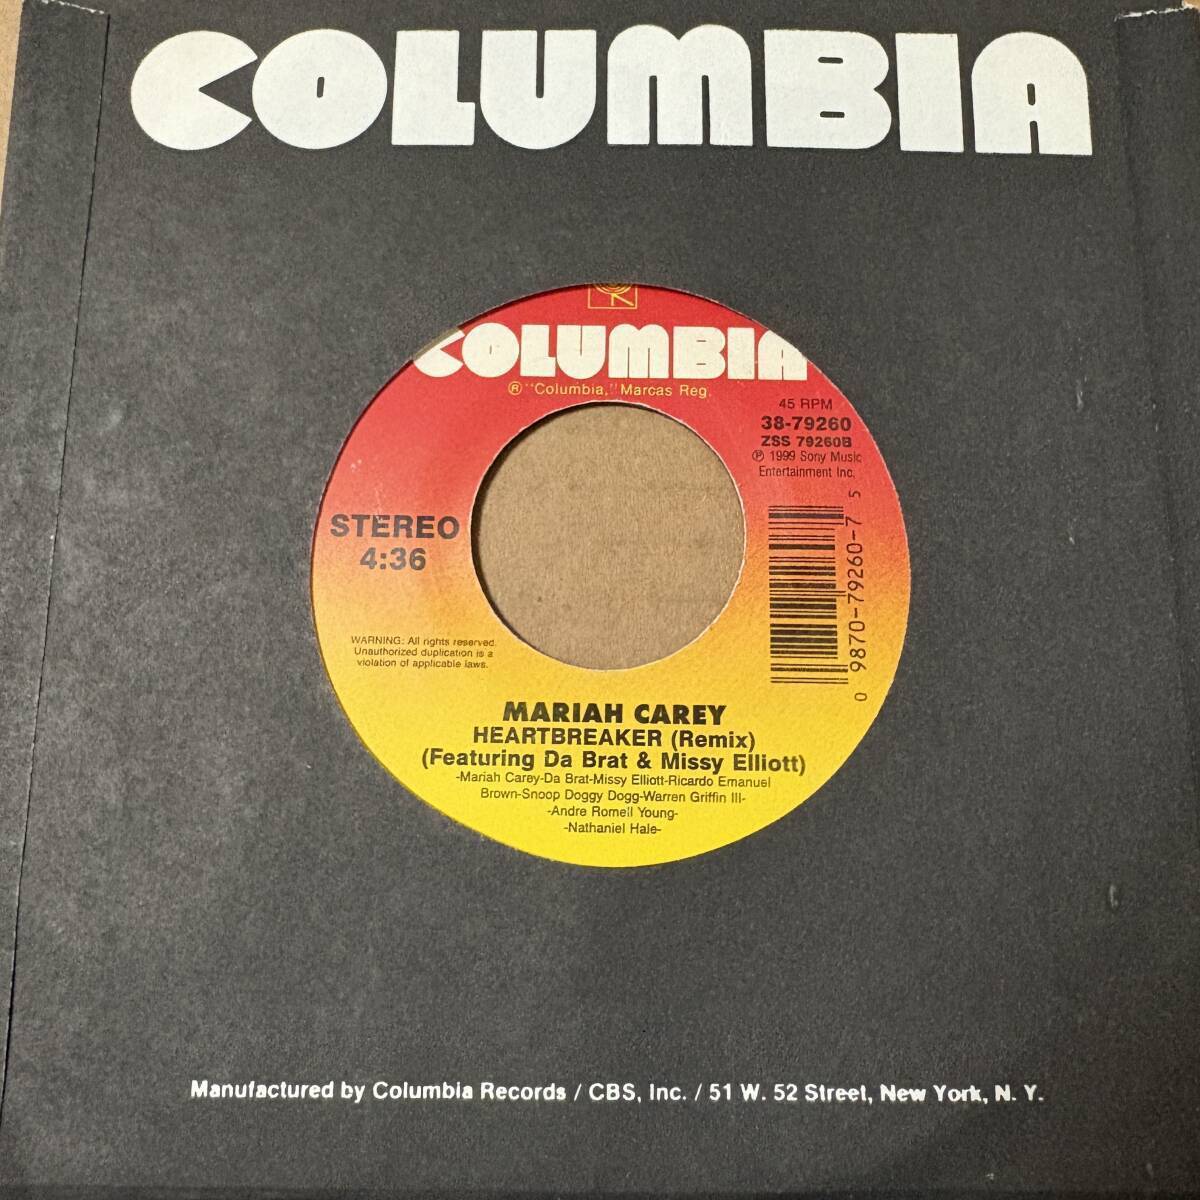 COLUMBIA
COLUMBIA
® "Columbia," Marcas Reg.
45 RPM
38-79260
ZSS 79260B
℗ 1999 Sony Music
Entertainment Inc.
STEREO
4:36
0 9870-79260-7 5
WARNING: All rights reserved.
Unauthorized duplication is a
violation of applicable laws.
MARIAH CAREY
HEARTBREAKER (Remix)
(Featuring Da Brat & Missy Elliott)
-Mariah Carey-Da Brat-Missy Elliott-Ricardo Emanuel
Brown-Snoop Doggy Dogg-Warren Griffin III-
-Andre Romell Young-
-Nathaniel Hale-
Manufactured by Columbia Records / CBS, Inc. / 51 W. 52 Street, New York, N. Y.